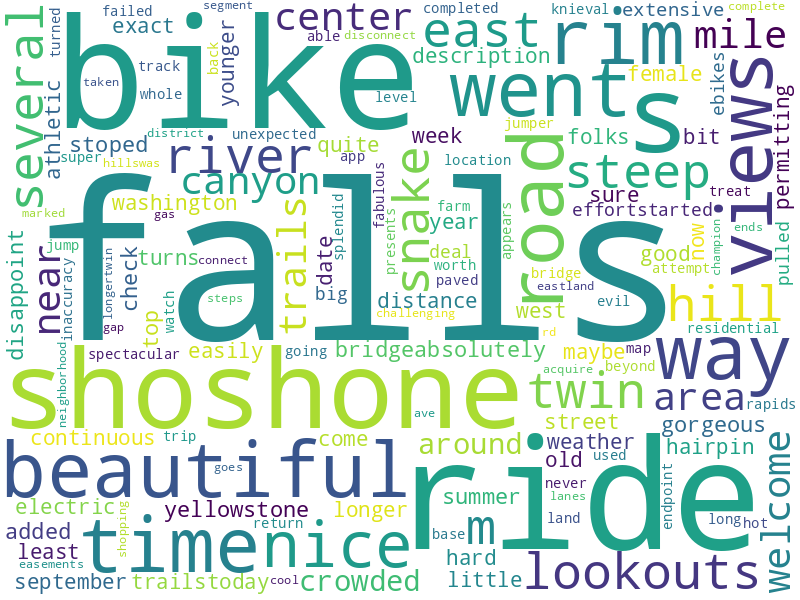 failed completed knieval extensive complete
segment
several bike exact younger back center able disconnect east rim mile
turned track whole description
athletic taken level went s female ebikes views permitting
super stoped district unexpected quite week jumper folks bit
hillswas river app snake location road steep
canyon sure treat
marked washington gas fabulous farm year effortstarted now champion
jump falls date splendid presents appears good pulled
near turns connect deal bridge attempt ends
disappoint inaccuracy check trails big worth paved eastland
longertwin steps distance west evil hill
gap top watch challenging rd residential
neighborhood spectacular easily going bridgeabsolutely maybe map way
shoshone acquire beyond
twin area rapids
ave street gorgeous
continuous trip come around weather hairpin
beautiful goes ride old used welcome
electric shopping never endpoint
yellowstone longer summer lanes
added time return nice m land long hot
least base hard
easements cool little lookouts
september trailstoday crowded